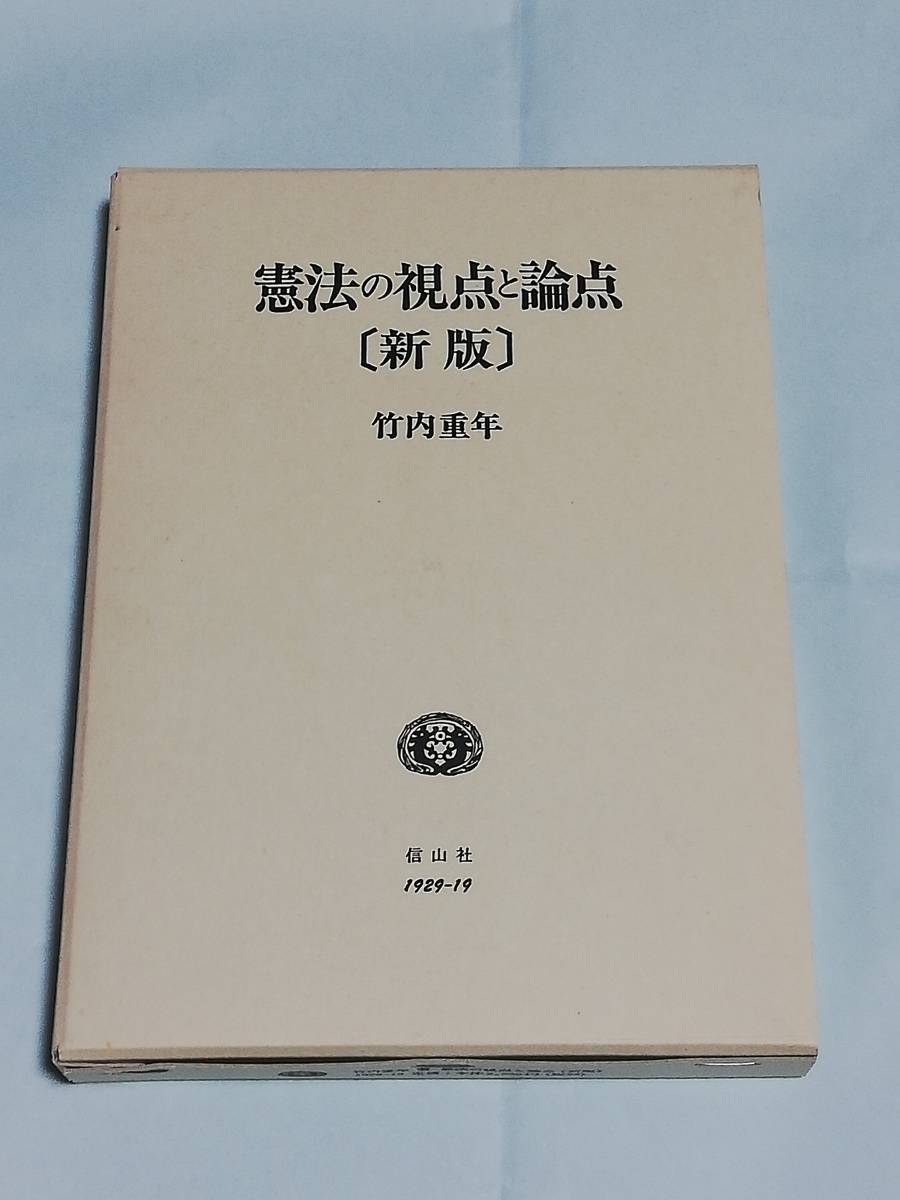 憲法の視点と論点
〔新版〕
竹内重年
信山社
1929-19